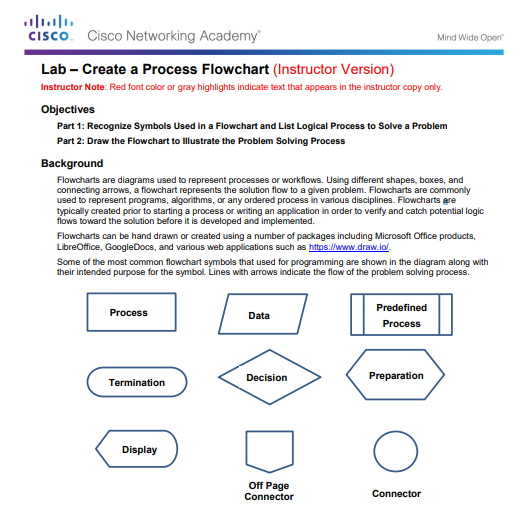 CISCO Cisco Networking Academy® Mind Wide Open®
Lab – Create a Process Flowchart (Instructor Version)
Instructor Note: Red font color or gray highlights indicate text that appears in the instructor copy only.
Objectives
Part 1: Recognize Symbols Used in a Flowchart and List Logical Process to Solve a Problem
Part 2: Draw the Flowchart to Illustrate the Problem Solving Process
Background
Flowcharts are diagrams used to represent processes or workflows. Using different shapes, boxes, and
connecting arrows, a flowchart represents the solution flow to a given problem. Flowcharts are commonly
used to represent programs, algorithms, or any ordered process in various disciplines. Flowcharts are
typically created prior to starting a process or writing an application in order to verify and catch potential logic
flows toward the solution before it is developed and implemented.
Flowcharts can be hand drawn or created using a number of packages including Microsoft Office products,
LibreOffice, GoogleDocs, and various web applications such as https://www.draw.io/.
Some of the most common flowchart symbols that used for programming are shown in the diagram along with
their intended purpose for the symbol. Lines with arrows indicate the flow of the problem solving process.
Process
Data
Predefined
Process
Termination
Decision
Preparation
Display
Off Page
Connector
Connector